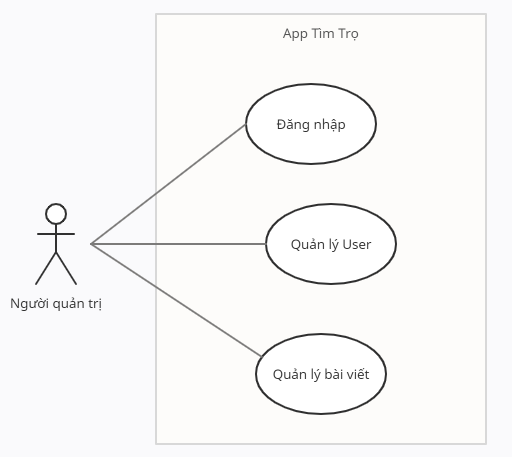 App Tìm Trọ
Đăng nhập
Quản lý User
Người quản trị
Quản lý bài viết